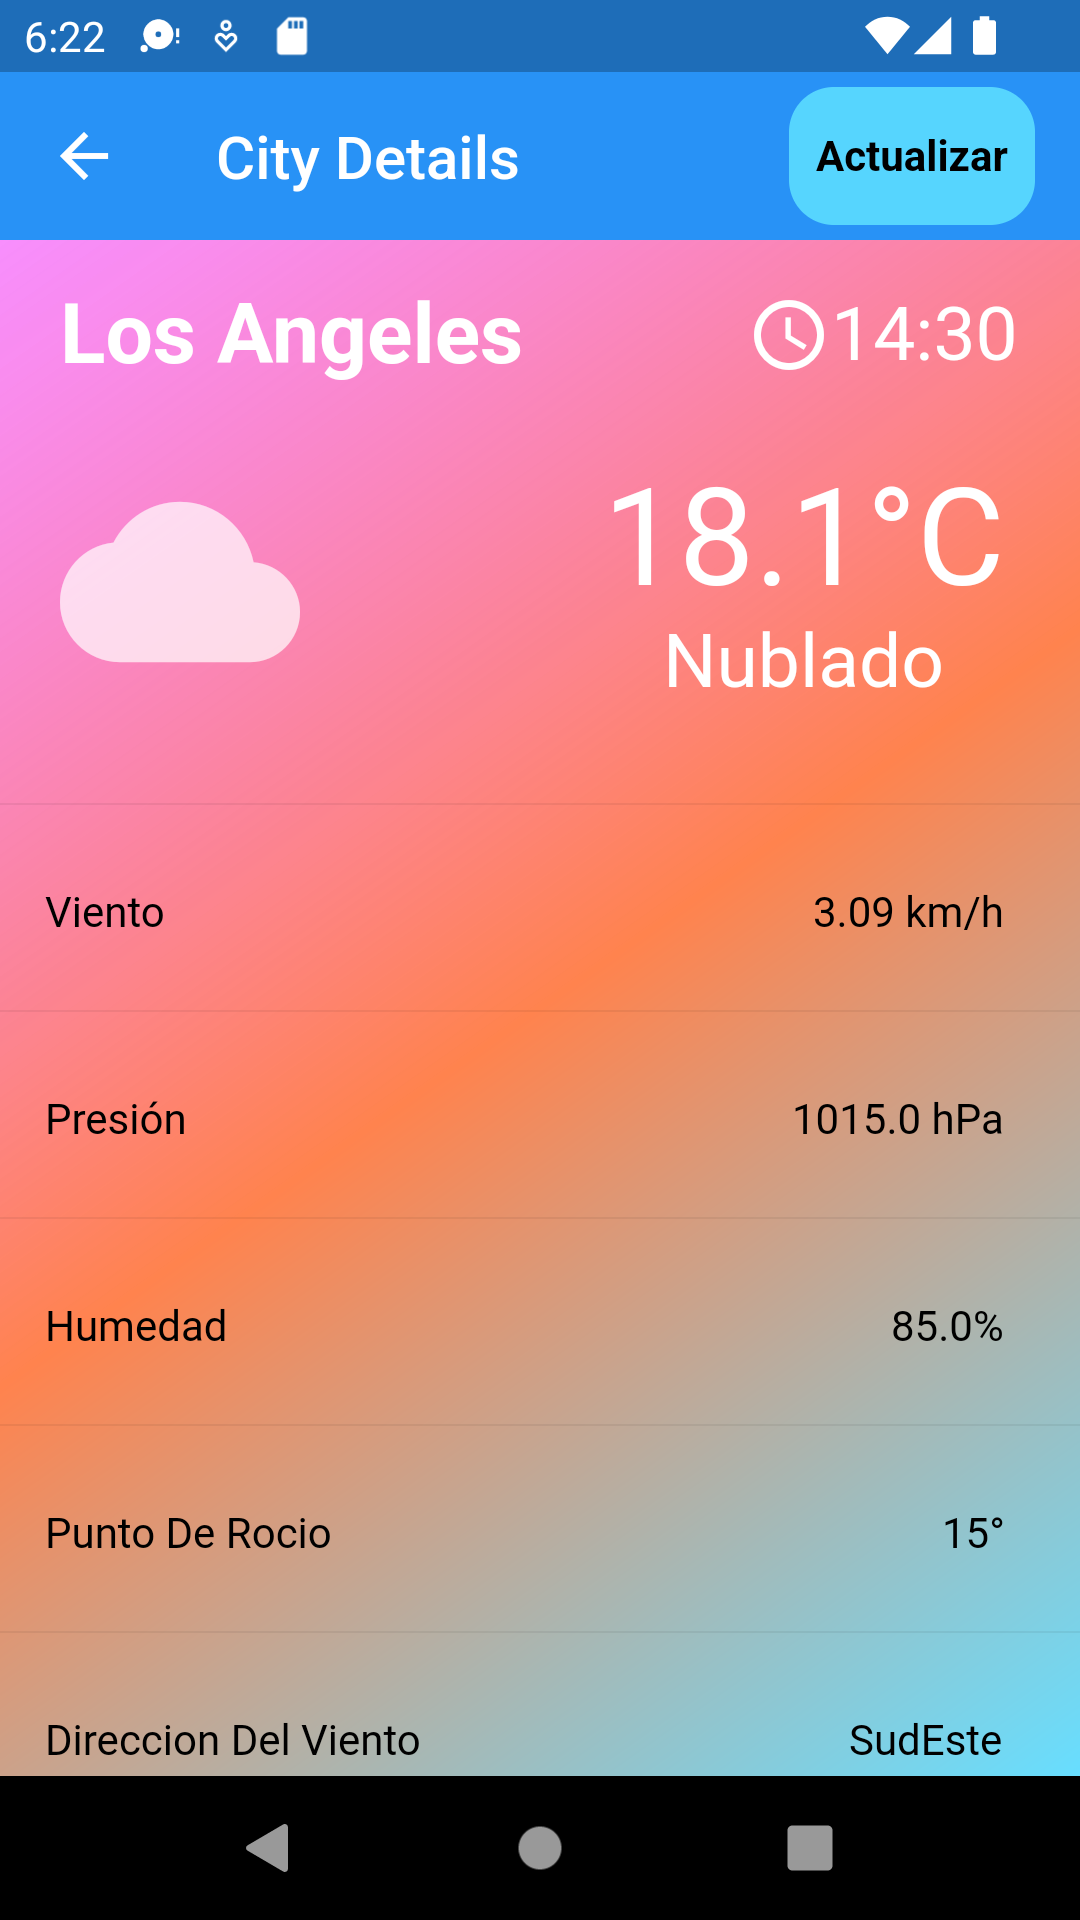 6:22
City Details
Actualizar
Los Angeles
14:30
18.1°C
Nublado
Viento
3.09 km/h
Presión
1015.0 hPa
Humedad
85.0%
Punto De Rocio
15°
Direccion Del Viento
SudEste